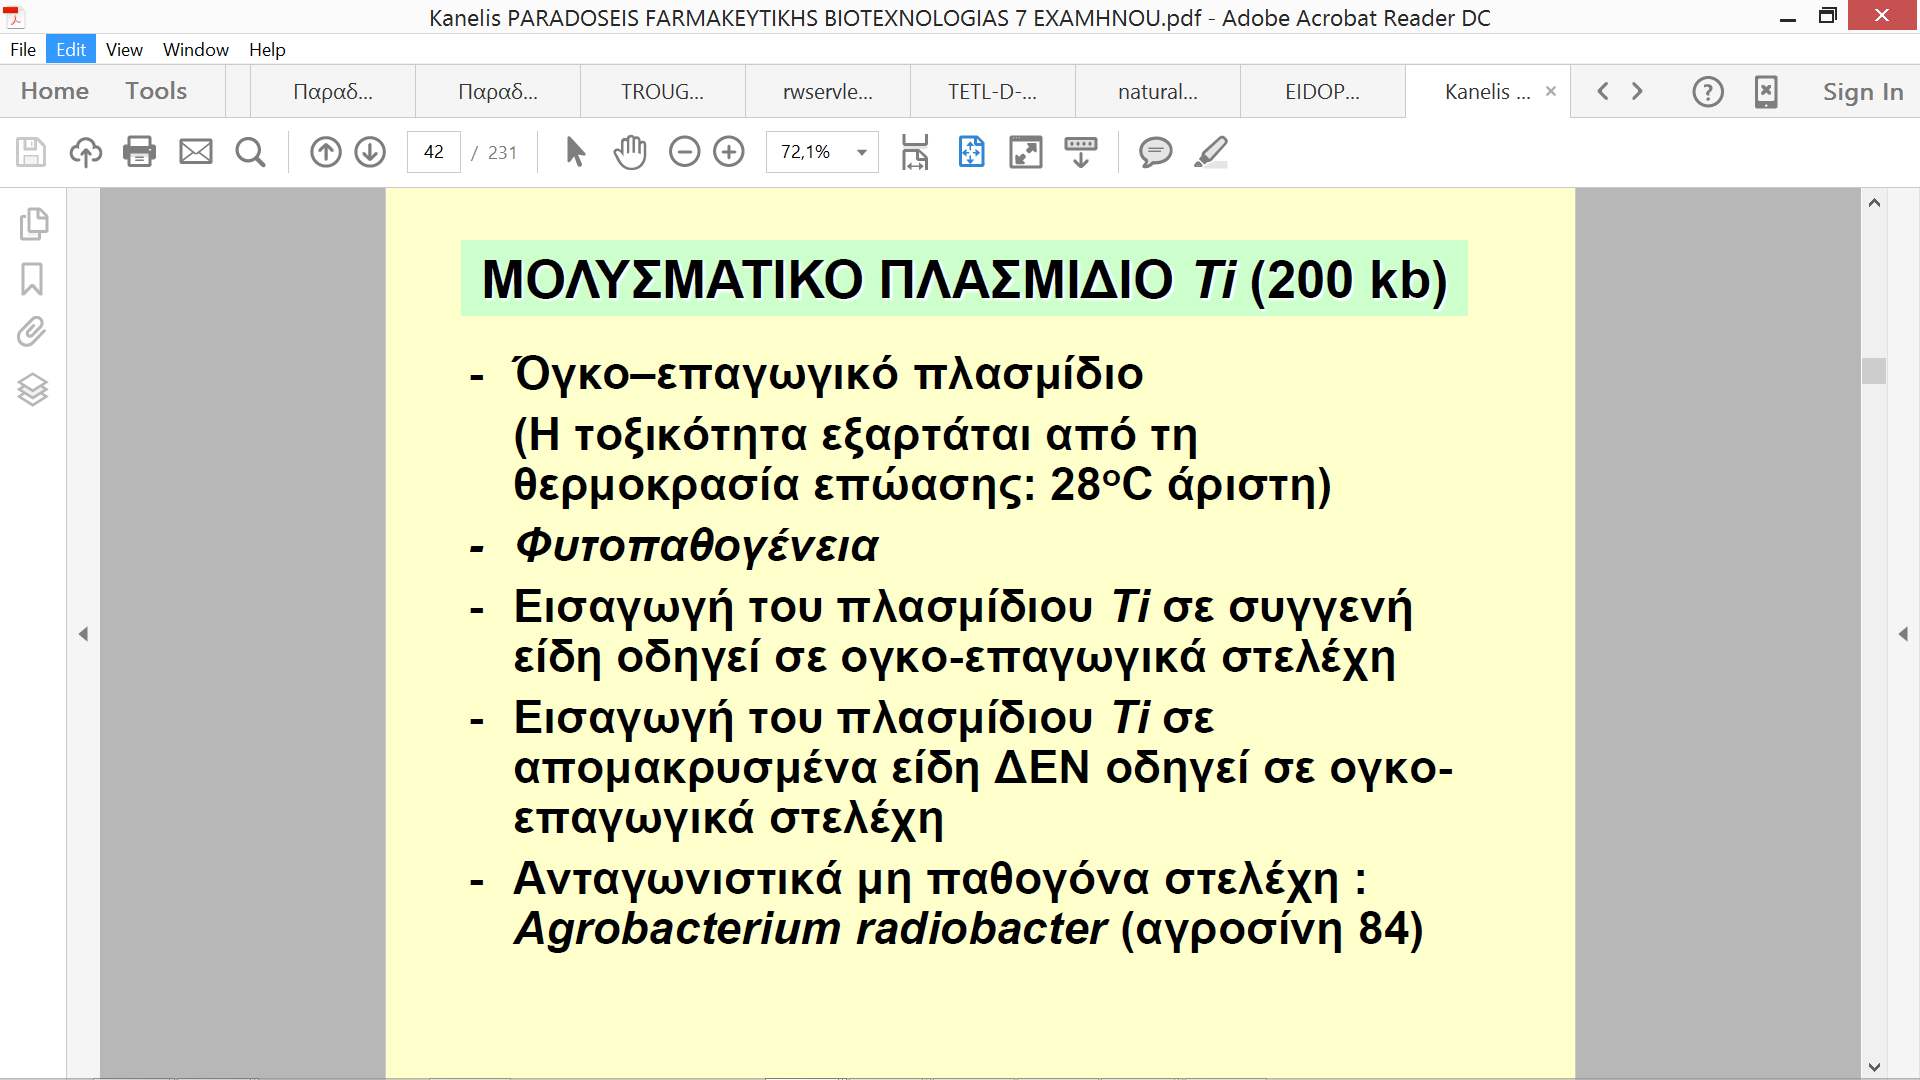 Kanelis PARADOSEIS FARMAKEYTIKHS BIOTEXNOLOGIAS 7 EXAMHNOU.pdf - Adobe Acrobat Reader DC
File Edit View Window Help
Home Tools Παραδ... Παραδ... TROUG... rwservle... TETL-D-... natural... EIDOP... Kanelis ... Sign In
42 / 231 72,1%
ΜΟΛΥΣΜΑΤΙΚΟ ΠΛΑΣΜΙΔΙΟ Ti (200 kb)
- Όγκο–επαγωγικό πλασμίδιο
(Η τοξικότητα εξαρτάται από τη
θερμοκρασία επώασης: 28οC άριστη)
- Φυτοπαθογένεια
- Εισαγωγή του πλασμίδιου Ti σε συγγενή
είδη οδηγεί σε ογκο-επαγωγικά στελέχη
- Εισαγωγή του πλασμίδιου Ti σε
απομακρυσμένα είδη ΔΕΝ οδηγεί σε ογκο-
επαγωγικά στελέχη
- Ανταγωνιστικά μη παθογόνα στελέχη :
Agrobacterium radiobacter (αγροσίνη 84)